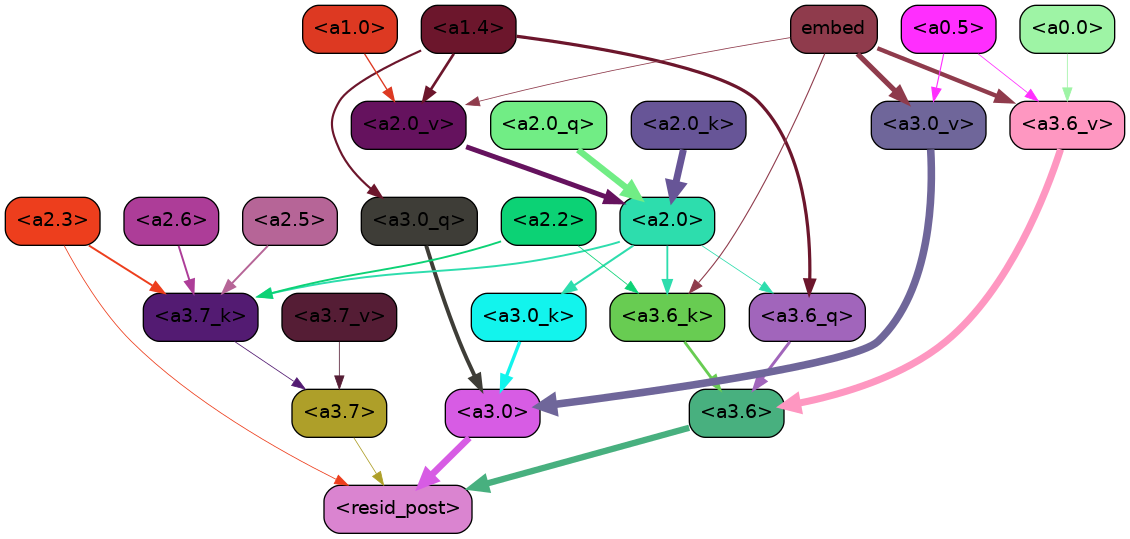 <a1.0>
<a1.4>
embed
<a0.5>
<a0.0>
<a2.0_v>
<a2.0_q>
<a2.0_k>
<a3.0_v>
<a3.6_v>
<a2.3>
<a2.6>
<a2.5>
<a3.0_q>
<a2.2>
<a2.0>
<a3.7_k>
<a3.7_v>
<a3.0_k>
<a3.6_k>
<a3.6_q>
<a3.7>
<a3.0>
<a3.6>
<resid_post>